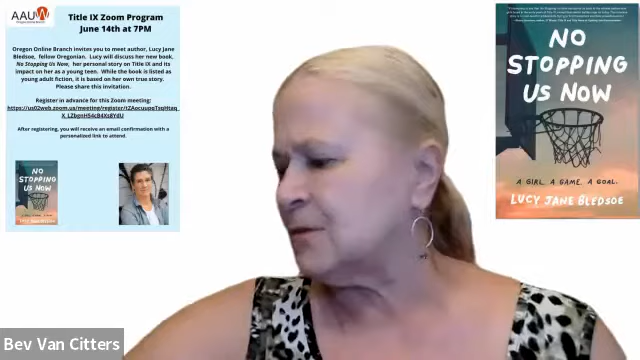 AAUW
Title IX Zoom Program
June 14th at 7PM
Oregon Online Branch invites you to meet author, Lucy Jane
Bledsoe, fellow Oregonian. Lucy will discuss her new book,
No Stopping Us Now, her personal story on Title IX and its
impact on her as a young teen. While the book is listed as
young adult fiction, it is based on her own true story.
Please share this invitation.
Register in advance for this Zoom meeting:
After registering, you will receive an email confirmation with a
personalized link to attend.
NO
STOPPING
US NOW
NO
STOPPING
US NOW
A GIRL. A GAME. A GOAL.
LUCY JANE BLEDSOE
Bev Van Citters